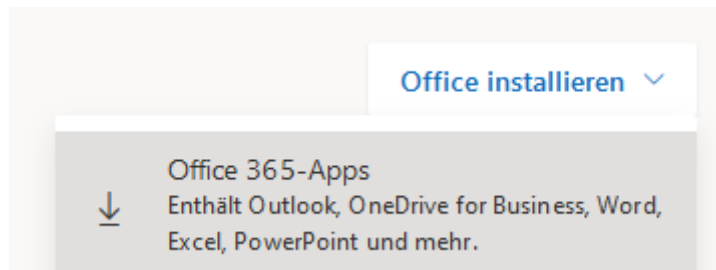 Office installieren
Office 365-Apps
Enthält Outlook, OneDrive for Business, Word,
Excel, PowerPoint und mehr.